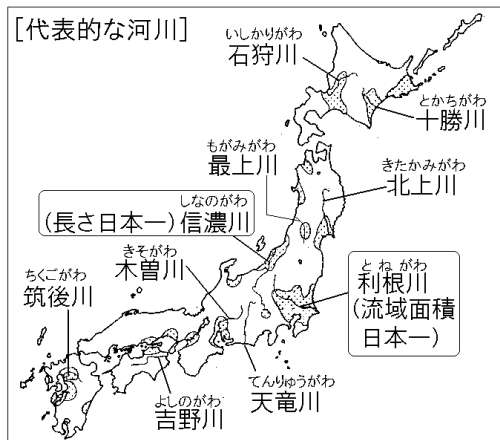 [代表的な河川]
いしかりがわ
石狩川
とかちがわ
十勝川
もがみがわ
最上川
きたかみがわ
北上川
しなのがわ
(長さ日本一)信濃川
きそがわ
木曽川
ちくごがわ
筑後川
とねがわ
利根川
(流域面積
日本一)
てんりゅうがわ
天竜川
よしのがわ
吉野川